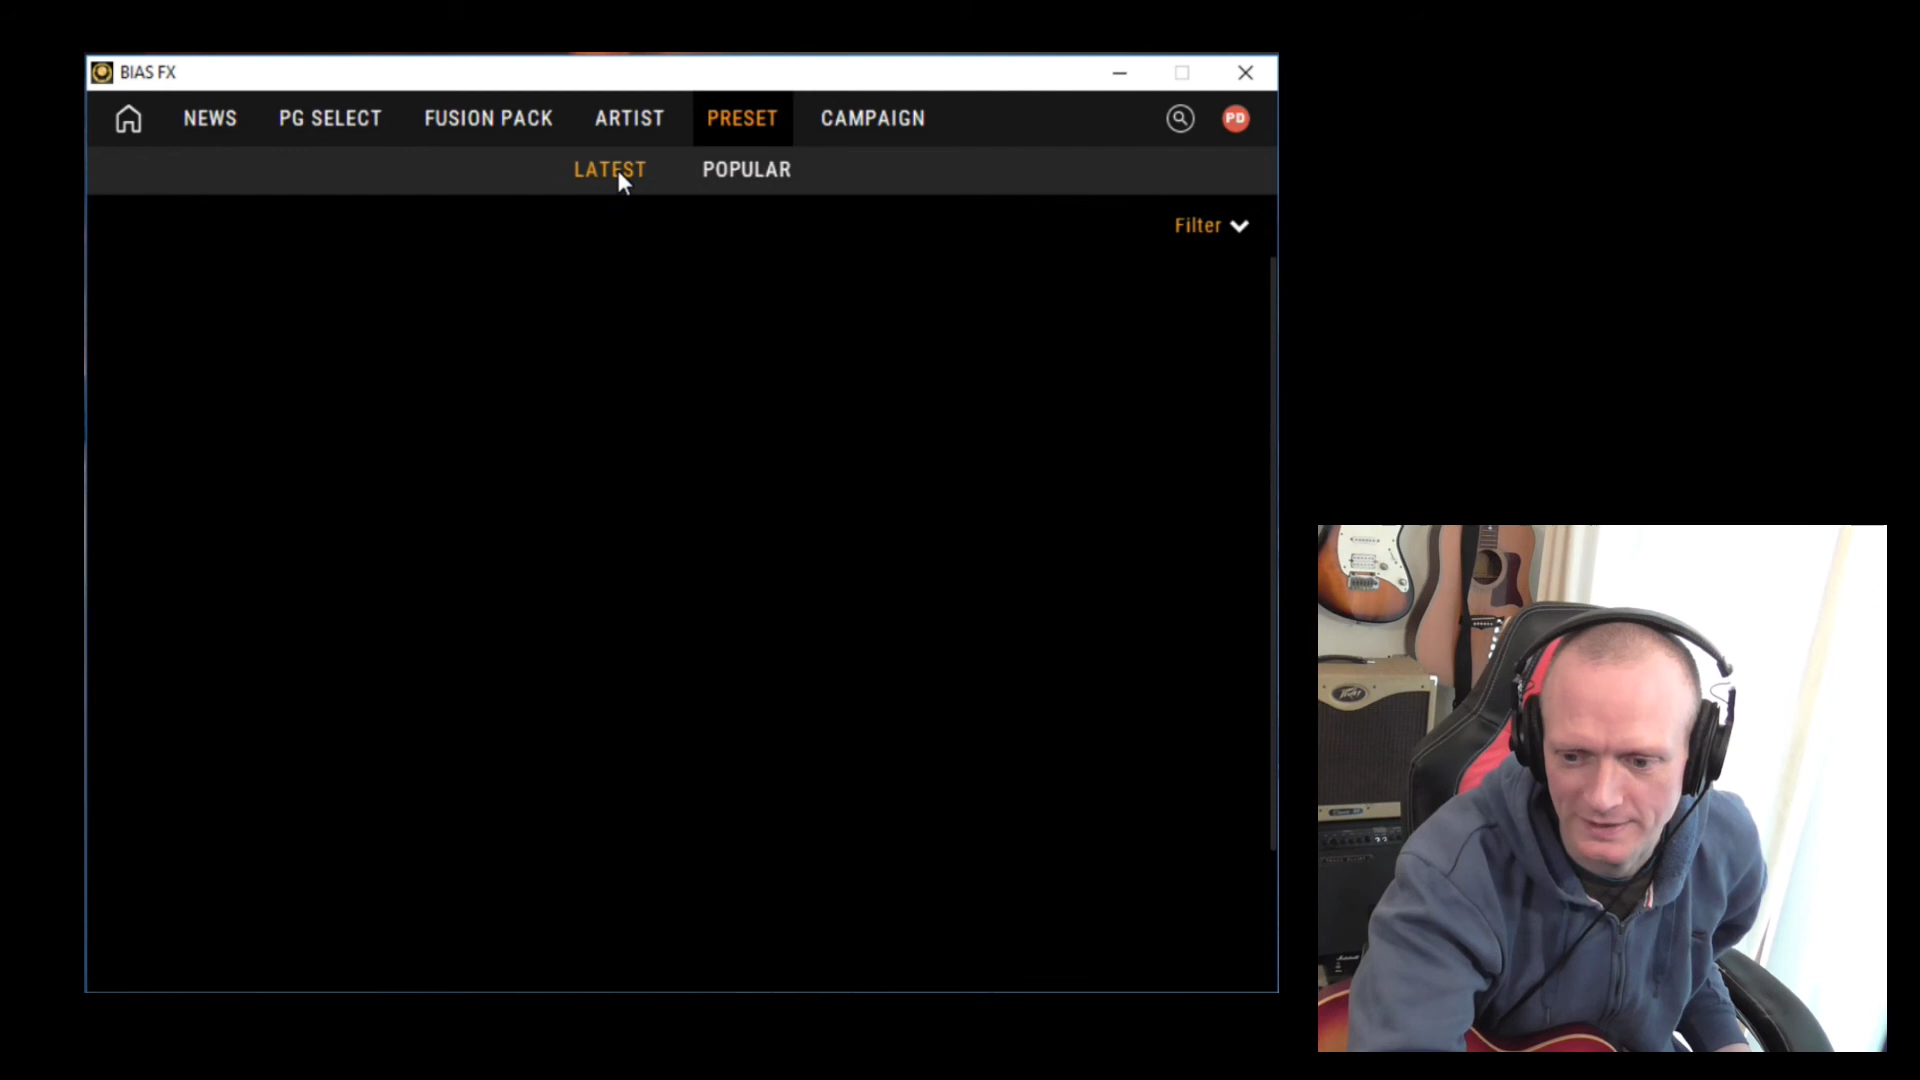 BIAS FX
NEWS PG SELECT FUSION PACK ARTIST PRESET CAMPAIGN PD
LATEST POPULAR
Filter